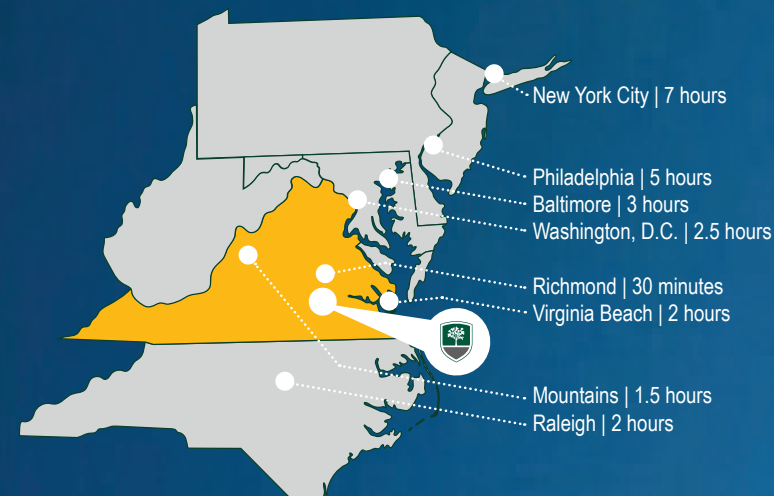 New York City | 7 hours
Philadelphia | 5 hours
Baltimore | 3 hours
Washington, D.C. | 2.5 hours
Richmond | 30 minutes
Virginia Beach | 2 hours
Mountains | 1.5 hours
Raleigh | 2 hours